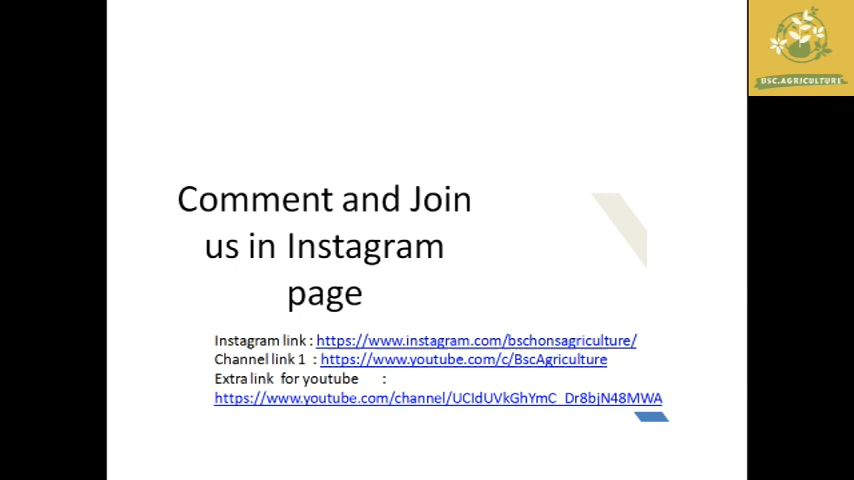 BSC.AGRICULTURE
Comment and Join
us in Instagram
page
Instagram link : https://www.instagram.com/bschonsagriculture/
Channel link 1 : https://www.youtube.com/c/BscAgriculture
Extra link for youtube :
https://www.youtube.com/channel/UCIdUVkGhYmC_Dr8bjN48MWA